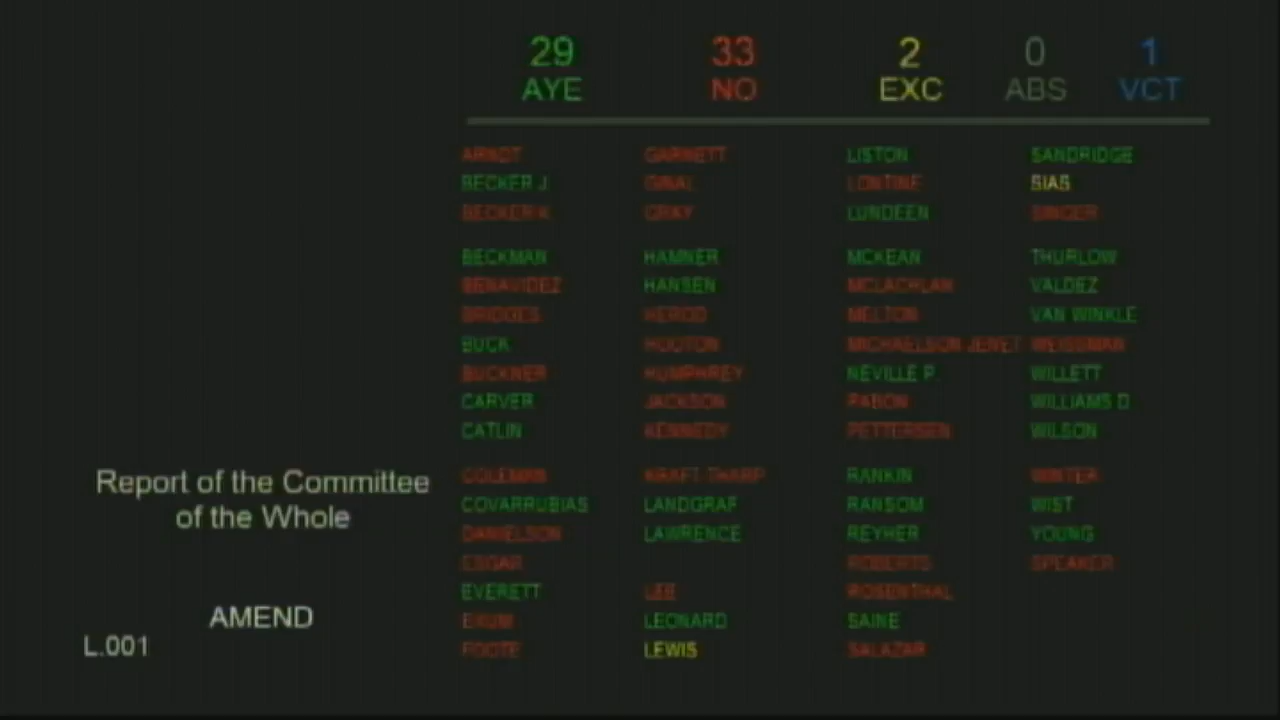 29 33 2 0 1
AYE NO EXC ABS VCT
ARNDT GARNETT LISTON SANDRIDGE
BECKER J. GINAL LONTINE SIAS
BECKER K GRAY LUNDEEN SINGER
BECKMAN HAMNER MCKEAN THURLOW
BENAVIDEZ HANSEN MCLACHLAN VALDEZ
BRIDGES HEROD MELTON VAN WINKLE
BUCK HOOTON MICHAELSON JENET WEISSMAN
BUCKNER HUMPHREY NEVILLE P. WILLETT
CARVER JACKSON PABON WILLIAMS D
CATLIN KENNEDY PETTERSEN WILSON
COLEMAN KRAFT-THARP RANKIN WINTER
COVARRUBIAS LANDGRAF RANSOM WIST
DANIELSON LAWRENCE REYHER YOUNG
ESGAR ROBERTS SPEAKER
EVERETT LEE ROSENTHAL
EXUM LEONARD SAINE
FOOTE LEWIS SALAZAR
Report of the Committee
of the Whole
AMEND
L.001